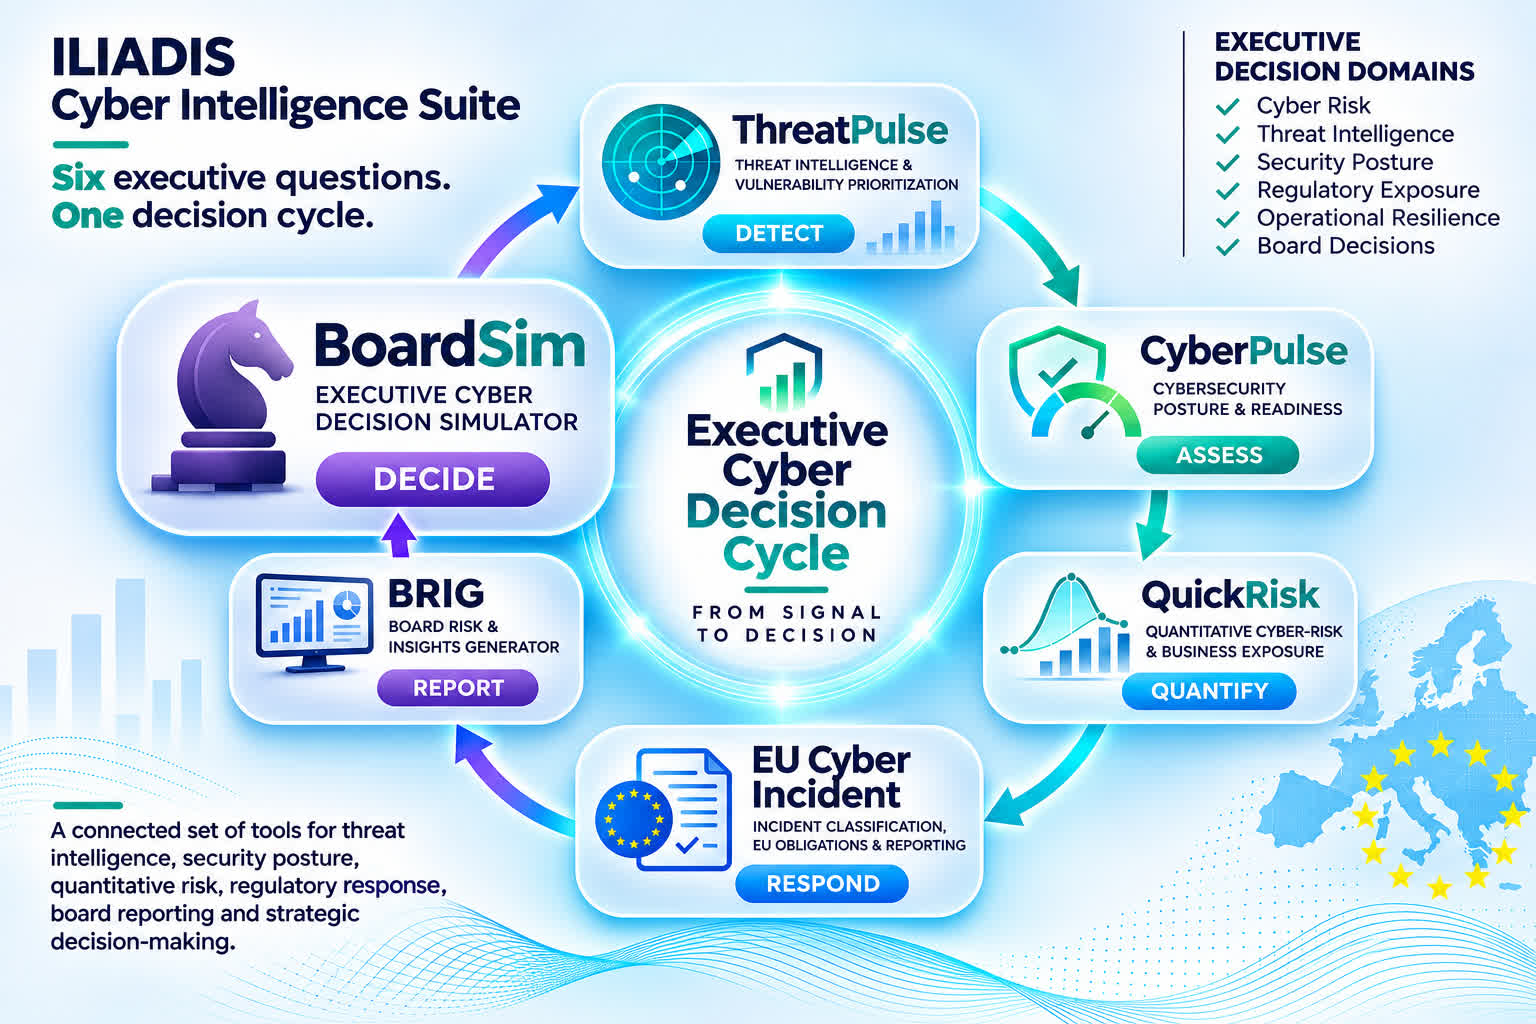 ILIADIS
Cyber Intelligence Suite
Six executive questions.
One decision cycle.
EXECUTIVE
DECISION DOMAINS
Cyber Risk
Threat Intelligence
Security Posture
Regulatory Exposure
Operational Resilience
Board Decisions
ThreatPulse
THREAT INTELLIGENCE &
VULNERABILITY PRIORITIZATION
DETECT
CyberPulse
CYBERSECURITY
POSTURE & READINESS
ASSESS
QuickRisk
QUANTITATIVE CYBER-RISK
& BUSINESS EXPOSURE
QUANTIFY
EU Cyber
Incident
INCIDENT CLASSIFICATION,
EU OBLIGATIONS & REPORTING
RESPOND
BRIG
BOARD RISK &
INSIGHTS GENERATOR
REPORT
BoardSim
EXECUTIVE CYBER
DECISION SIMULATOR
DECIDE
Executive
Cyber
Decision
Cycle
FROM SIGNAL
TO DECISION
A connected set of tools for threat
intelligence, security posture,
quantitative risk, regulatory response,
board reporting and strategic
decision-making.